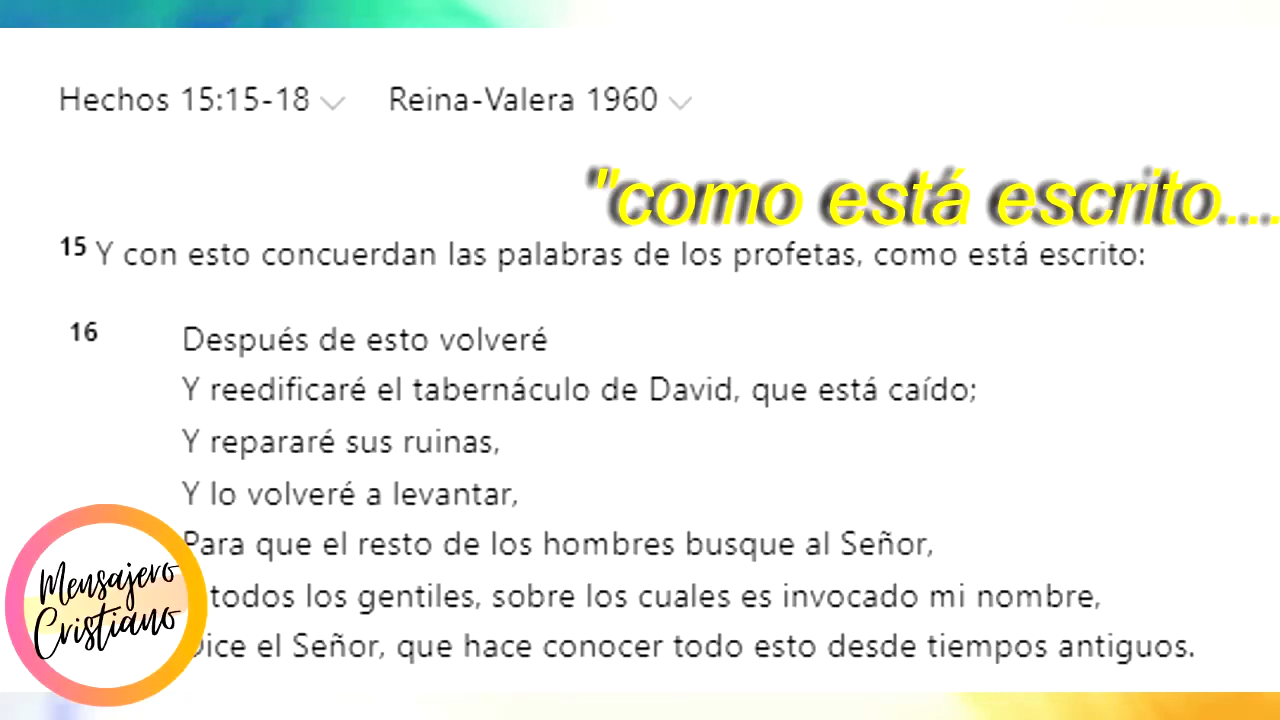 Hechos 15:15-18 Reina-Valera 1960
"como está escrito....
15 Y con esto concuerdan las palabras de los profetas, como está escrito:
16 Después de esto volveré
Y reedificaré el tabernáculo de David, que está caído;
Y repararé sus ruinas,
Y lo volveré a levantar,
Para que el resto de los hombres busque al Señor,
todos los gentiles, sobre los cuales es invocado mi nombre,
Dice el Señor, que hace conocer todo esto desde tiempos antiguos.
Mensajero
Cristiano